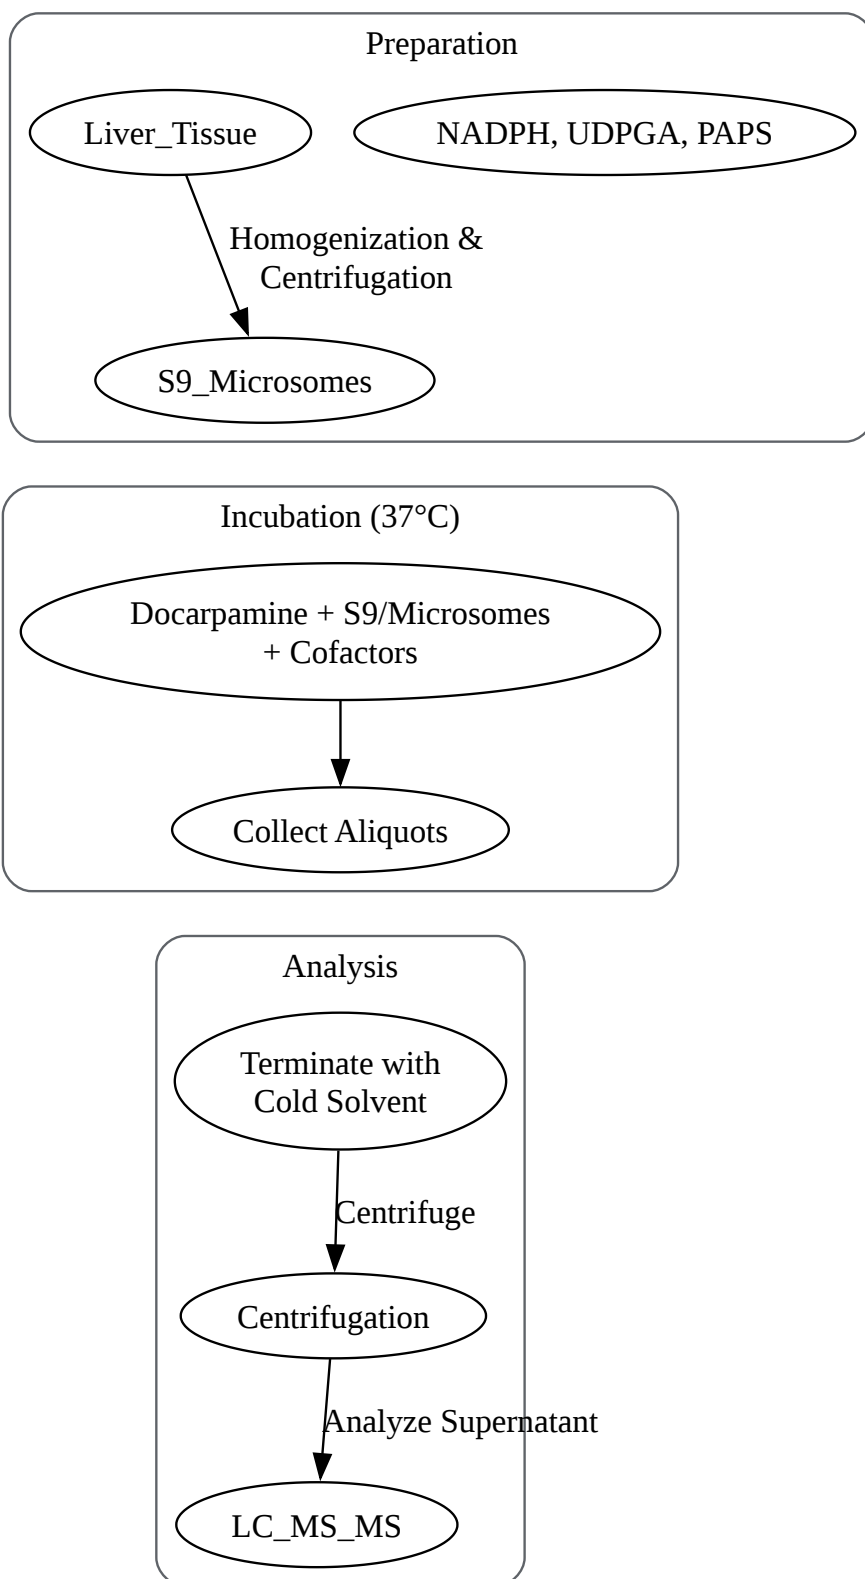 Preparation
Liver_Tissue
NADPH, UDPGA, PAPS
Homogenization &
Centrifugation
S9_Microsomes
Incubation (37°C)
Docarpamine + S9/Microsomes
+ Cofactors
Collect Aliquots
Analysis
Terminate with
Cold Solvent
Centrifuge
Centrifugation
Analyze Supernatant
LC_MS_MS